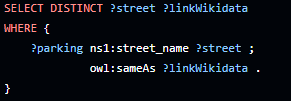 SELECT DISTINCT ?street ?linkWikidata
WHERE {
?parking ns1:street_name ?street ;
owl:sameAs ?linkWikidata .
}